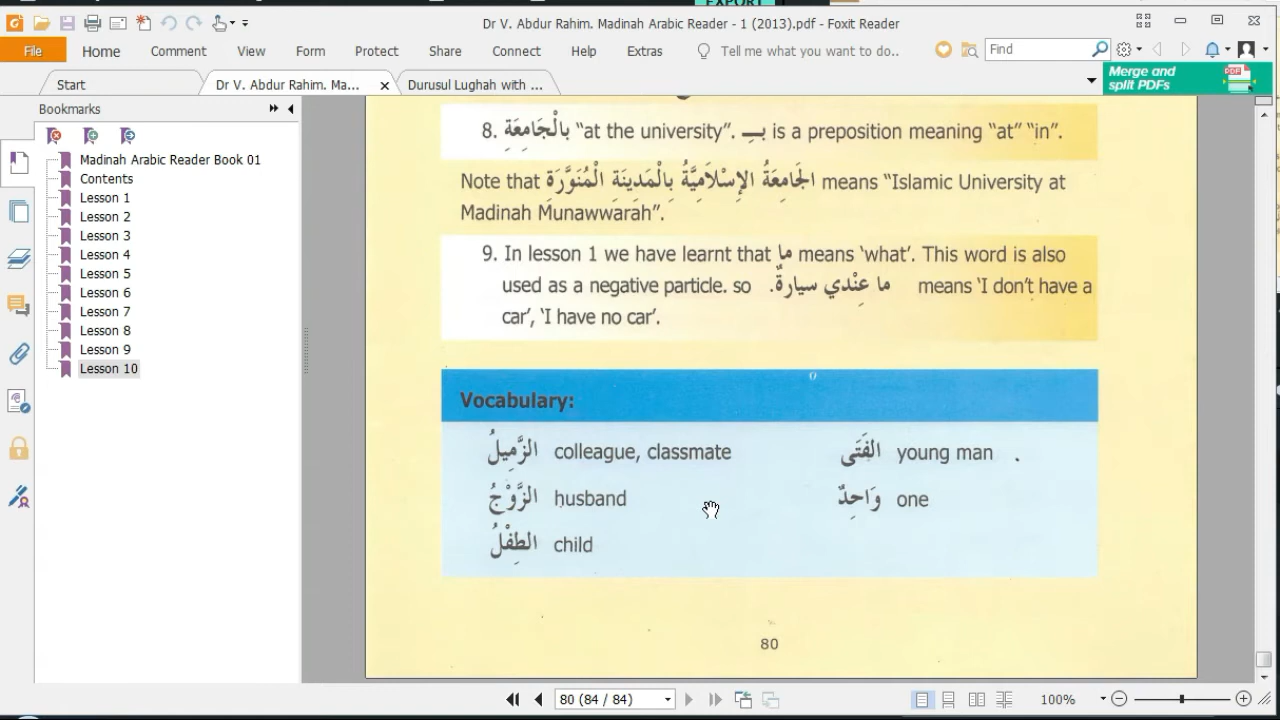 EXPORT
Dr V. Abdur Rahim. Madinah Arabic Reader - 1 (2013).pdf - Foxit Reader
File Home Comment View Form Protect Share Connect Help Extras Tell me what you want to do.. Find
Start Dr V. Abdur Rahim. Ma... Durusul Lughah with ...
Merge and
split PDFs
PDF
Bookmarks
Madinah Arabic Reader Book 01
Contents
Lesson 1
Lesson 2
Lesson 3
Lesson 4
Lesson 5
Lesson 6
Lesson 7
Lesson 8
Lesson 9
Lesson 10
8. بِالْجَامِعَةِ “at the university”. بِـ is a preposition meaning “at” “in”.
Note that الجَامِعَةُ الإِسْلاَمِيَّةُ بِالْمَدِينَةِ الْمُنَوَّرَةِ means “Islamic University at
Madinah Munawwarah”.
9. In lesson 1 we have learnt that ما means ‘what’. This word is also
used as a negative particle. so ما عِنْدي سيارةٌ. means ‘I don’t have a
car’, ‘I have no car’.
Vocabulary:
الزَّمِيلُ colleague, classmate الفَتَى young man .
الزَّوْجُ husband وَاحِدٌ one
الطِفْلُ child
80
80 (84 / 84) 100%